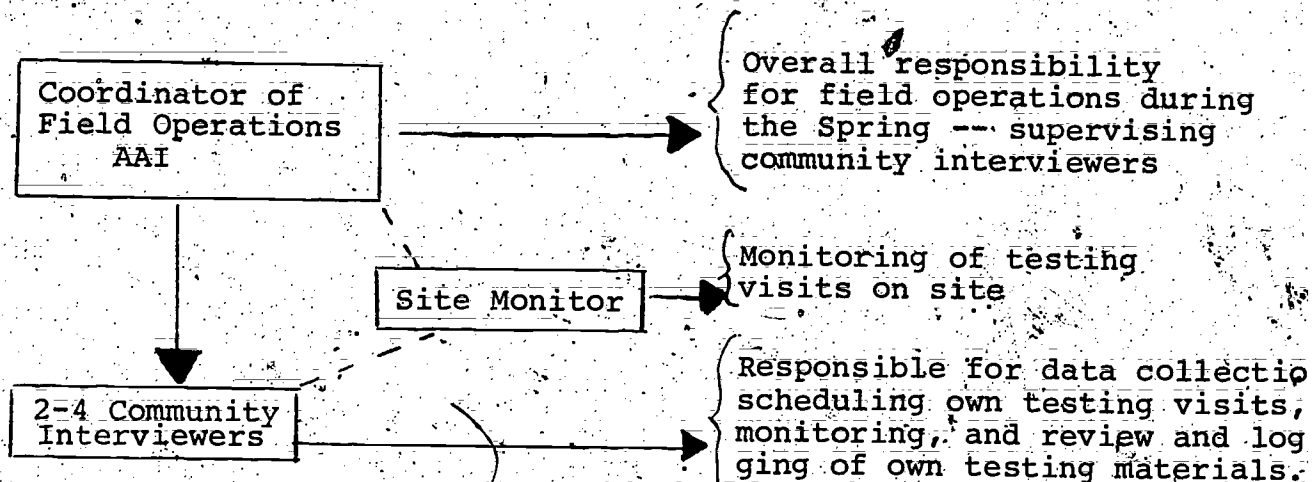 Coordinator of
Field Operations
AAI
Overall responsibility
for field operations during
the Spring -- supervising
community interviewers
Site Monitor
Monitoring of testing
visits on site
2-4 Community
Interviewers
Responsible for data collectio
scheduling own testing visits,
monitoring, and review and log
ging of own testing materials.